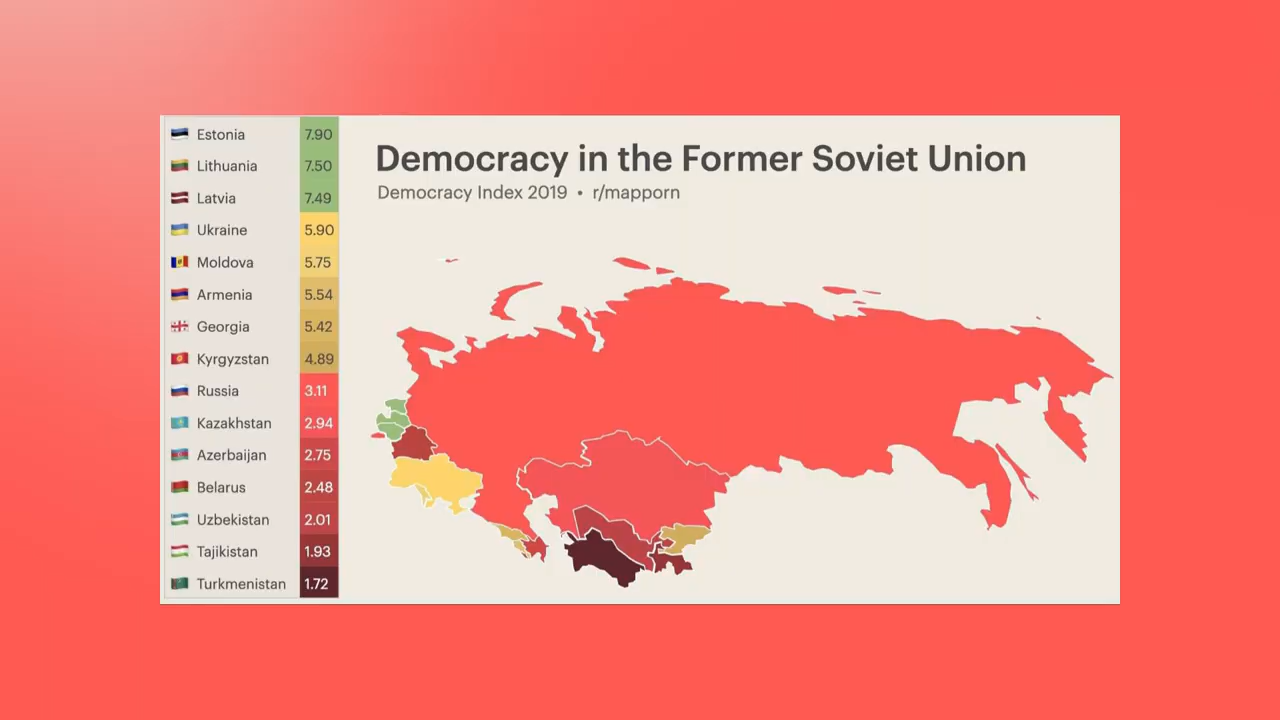 Democracy in the Former Soviet Union
Democracy Index 2019 • r/mapporn
Estonia 7.90
Lithuania 7.50
Latvia 7.49
Ukraine 5.90
Moldova 5.75
Armenia 5.54
Georgia 5.42
Kyrgyzstan 4.89
Russia 3.11
Kazakhstan 2.94
Azerbaijan 2.75
Belarus 2.48
Uzbekistan 2.01
Tajikistan 1.93
Turkmenistan 1.72